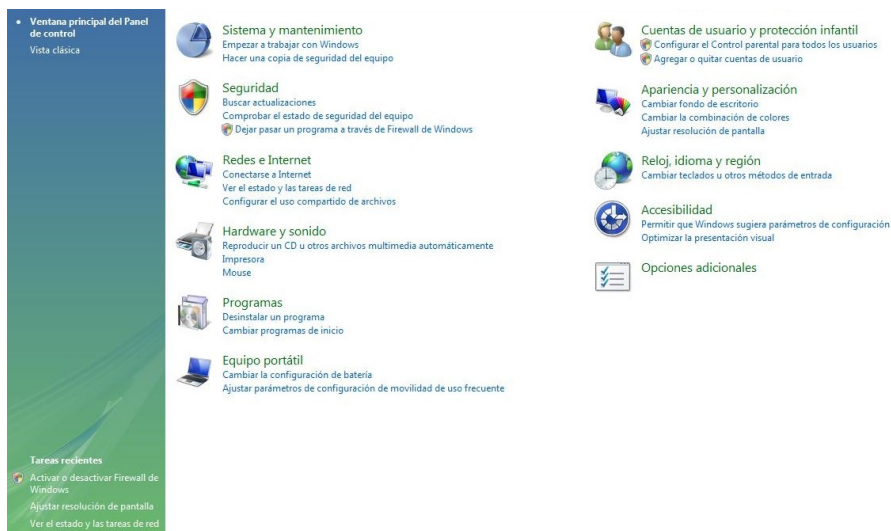 Ventana principal del Panel
de control
Vista clásica
Sistema y mantenimiento
Empezar a trabajar con Windows
Hacer una copia de seguridad del equipo
Seguridad
Buscar actualizaciones
Comprobar el estado de seguridad del equipo
Dejar pasar un programa a través de Firewall de Windows
Redes e Internet
Conectarse a Internet
Ver el estado y las tareas de red
Configurar el uso compartido de archivos
Hardware y sonido
Reproducir un CD u otros archivos multimedia automáticamente
Impresora
Mouse
Programas
Desinstalar un programa
Cambiar programas de inicio
Equipo portátil
Cambiar la configuración de batería
Ajustar parámetros de configuración de movilidad de uso frecuente
Cuentas de usuario y protección infantil
Configurar el Control parental para todos los usuarios
Agregar o quitar cuentas de usuario
Apariencia y personalización
Cambiar fondo de escritorio
Cambiar la combinación de colores
Ajustar resolución de pantalla
Reloj, idioma y región
Cambiar teclados u otros métodos de entrada
Accesibilidad
Permitir que Windows sugiera parámetros de configuración
Optimizar la presentación visual
Opciones adicionales
Tareas recientes
Activar o desactivar Firewall de
Windows
Ajustar resolución de pantalla
Ver el estado y las tareas de red